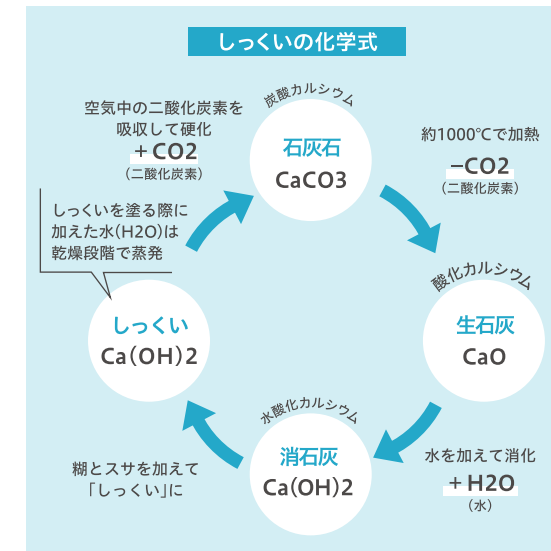 しっくいの化学式
炭酸カルシウム
石灰石
CaCO3
約1000℃で加熱
−CO2
(二酸化炭素)
酸化カルシウム
生石灰
CaO
水を加えて消化
+H2O
(水)
水酸化カルシウム
消石灰
Ca(OH)2
糊とスサを加えて
「しっくい」に
しっくい
Ca(OH)2
しっくいを塗る際に
加えた水(H2O)は
乾燥段階で蒸発
空気中の二酸化炭素を
吸収して硬化
+CO2
(二酸化炭素)